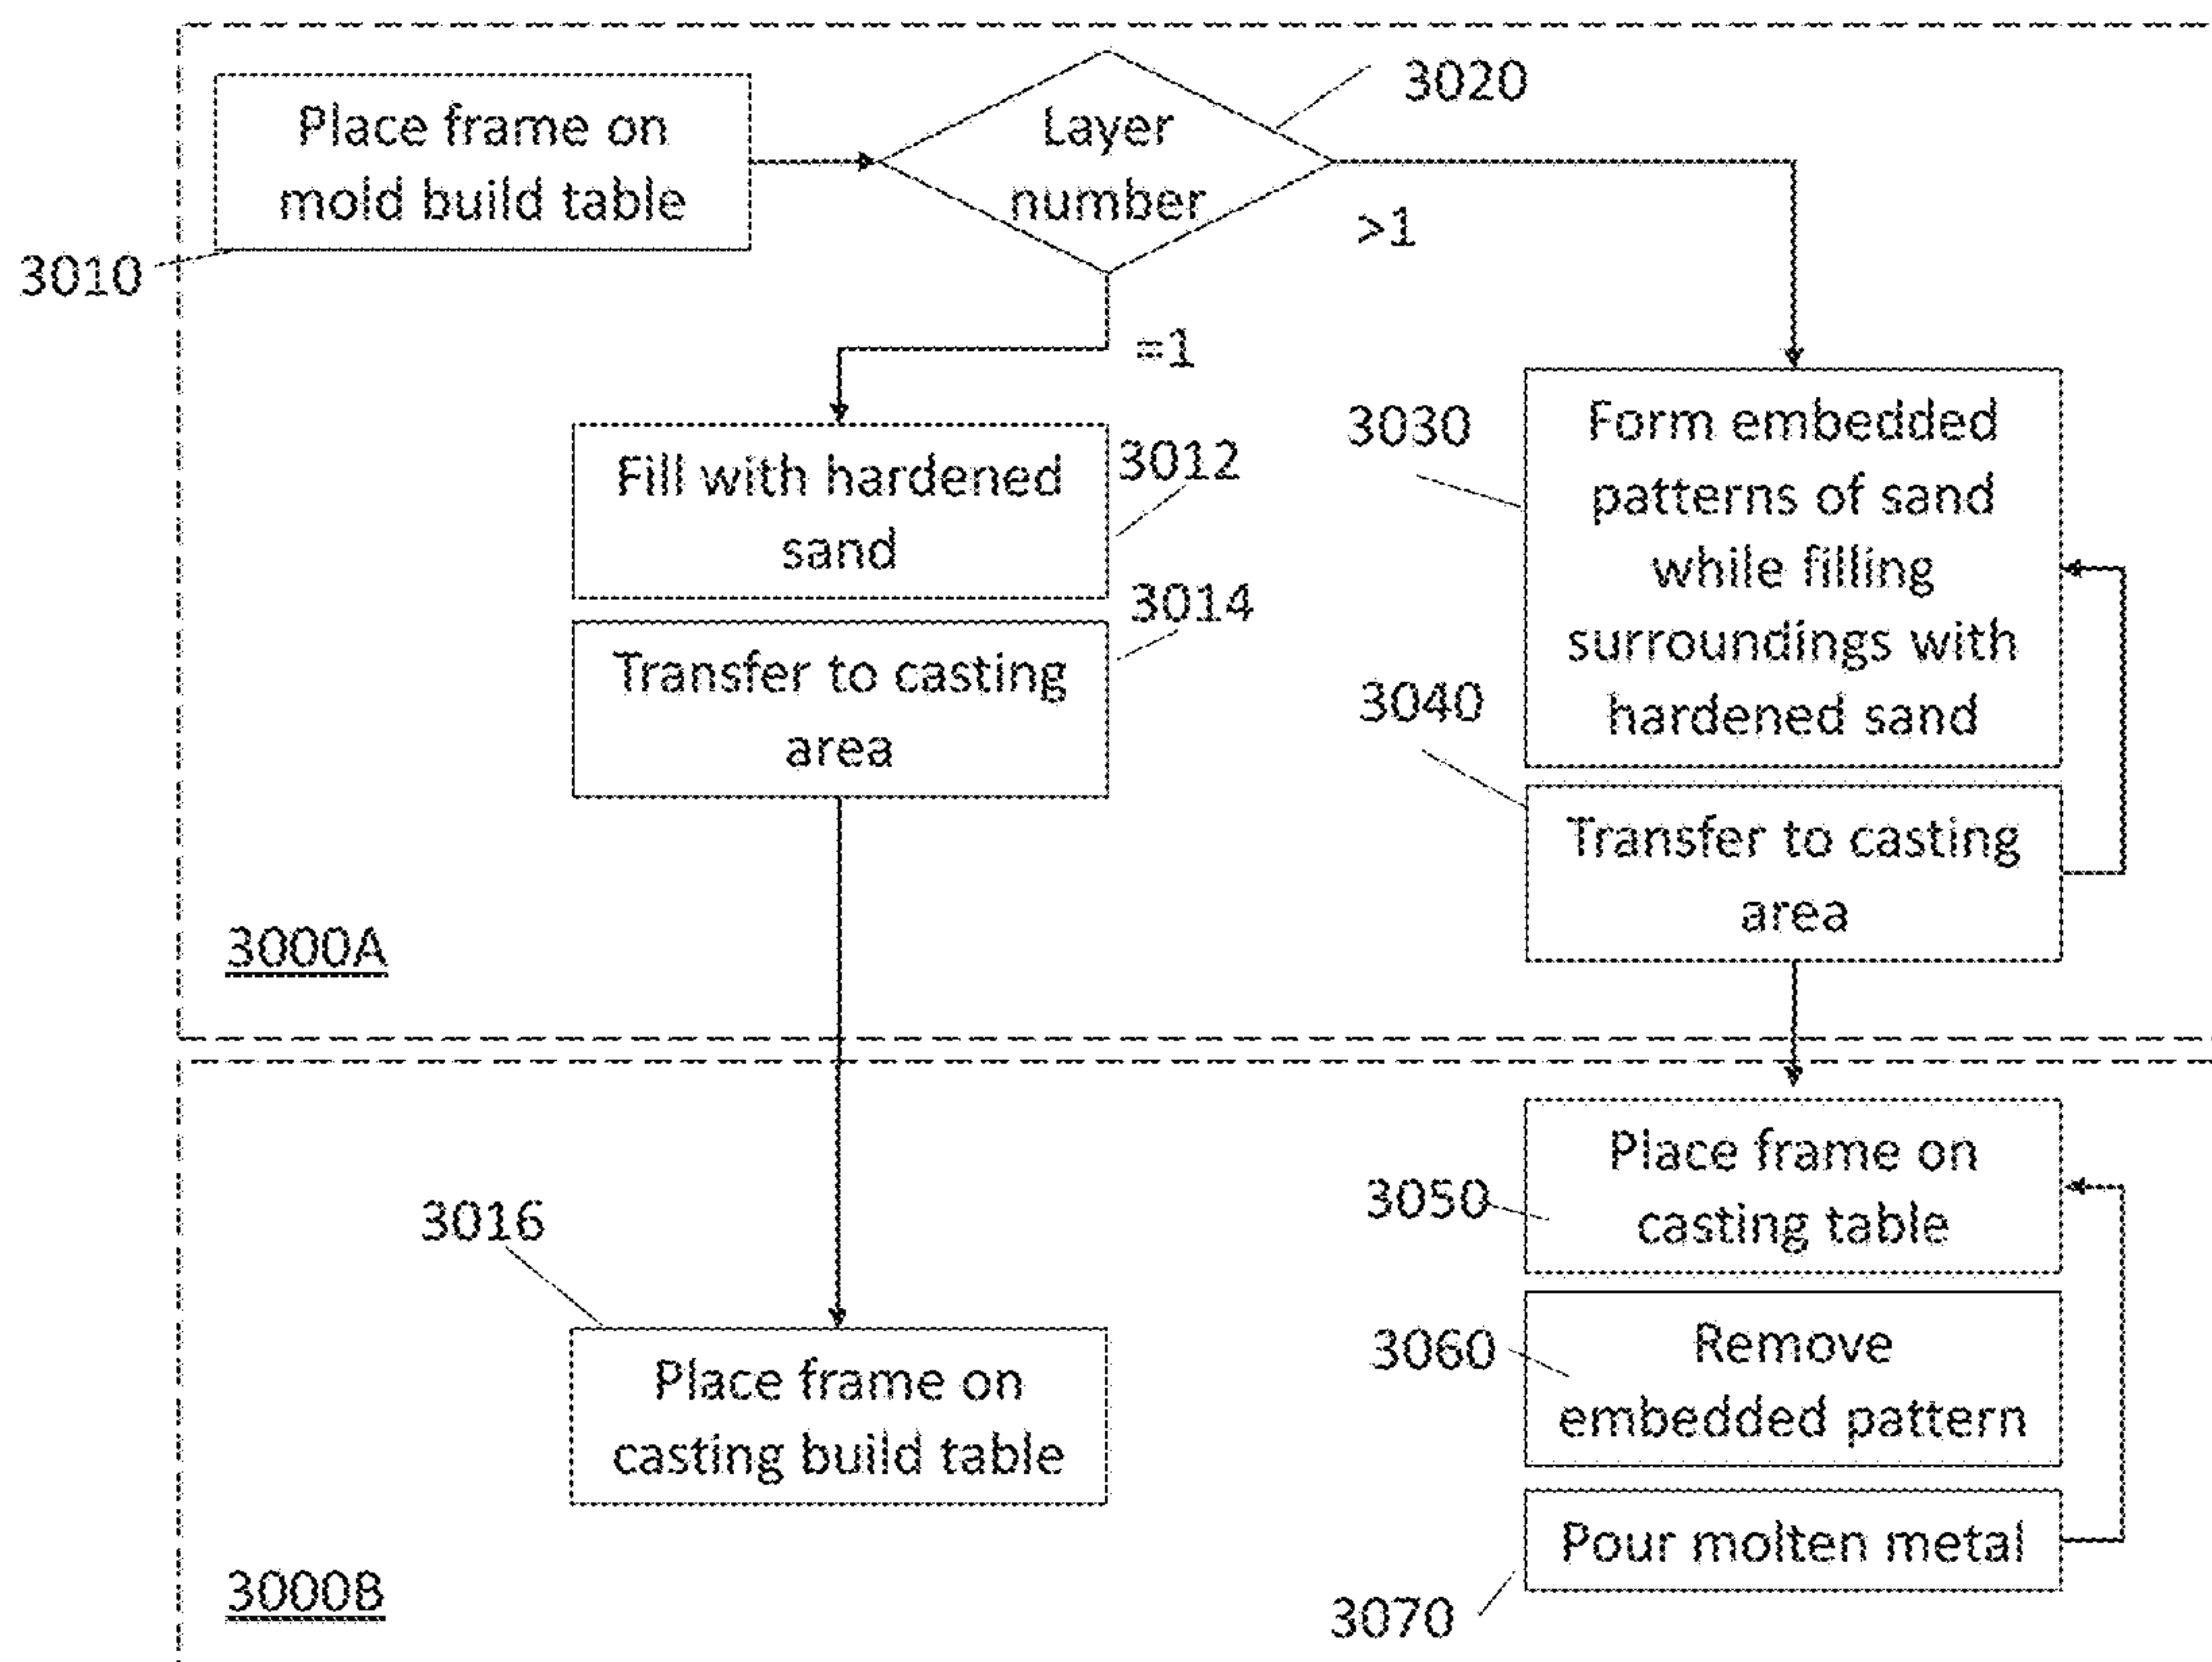 Place frame on
mold build table
3010
Layer
number
3020
>1
=1
Fill with hardened
sand
3012
Transfer to casting
area
3014
Form embedded
patterns of sand
while filling
surroundings with
hardened sand
3030
Transfer to casting
area
3040
3000A
Place frame on
casting build table
3016
Place frame on
casting table
3050
Remove
embedded pattern
3060
Pour molten metal
3070
3000B